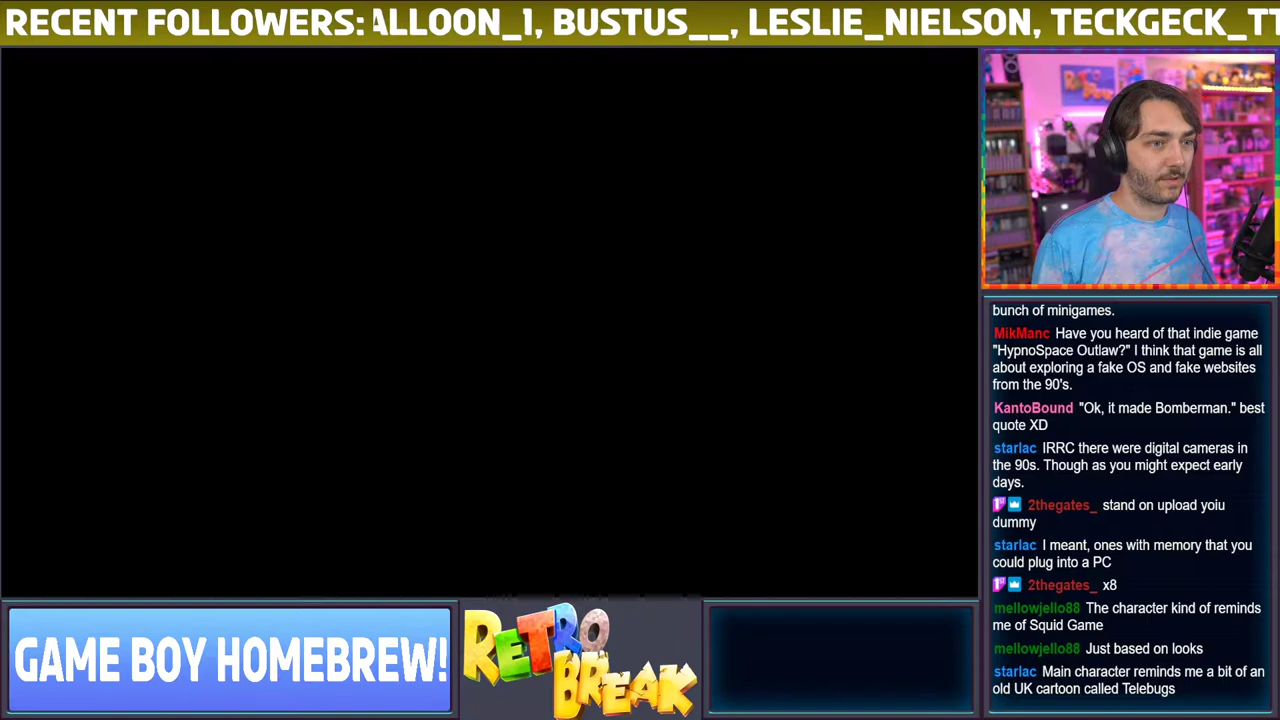 RECENT FOLLOWERS: ALLOON_1, BUSTUS__, LESLIE_NIELSON, TECKGECK_TT
bunch of minigames.
MikManc Have you heard of that indie game
"HypnoSpace Outlaw?" I think that game is all
about exploring a fake OS and fake websites
from the 90's.
KantoBound "Ok, it made Bomberman." best
quote XD
starlac IRRC there were digital cameras in
the 90s. Though as you might expect early
days.
2thegates_ stand on upload yoiu
dummy
starlac I meant, ones with memory that you
could plug into a PC
2thegates_ x8
mellowjello88 The character kind of reminds
me of Squid Game
mellowjello88 Just based on looks
starlac Main character reminds me a bit of an
old UK cartoon called Telebugs
GAME BOY HOMEBREW!
RETRO
BREAK